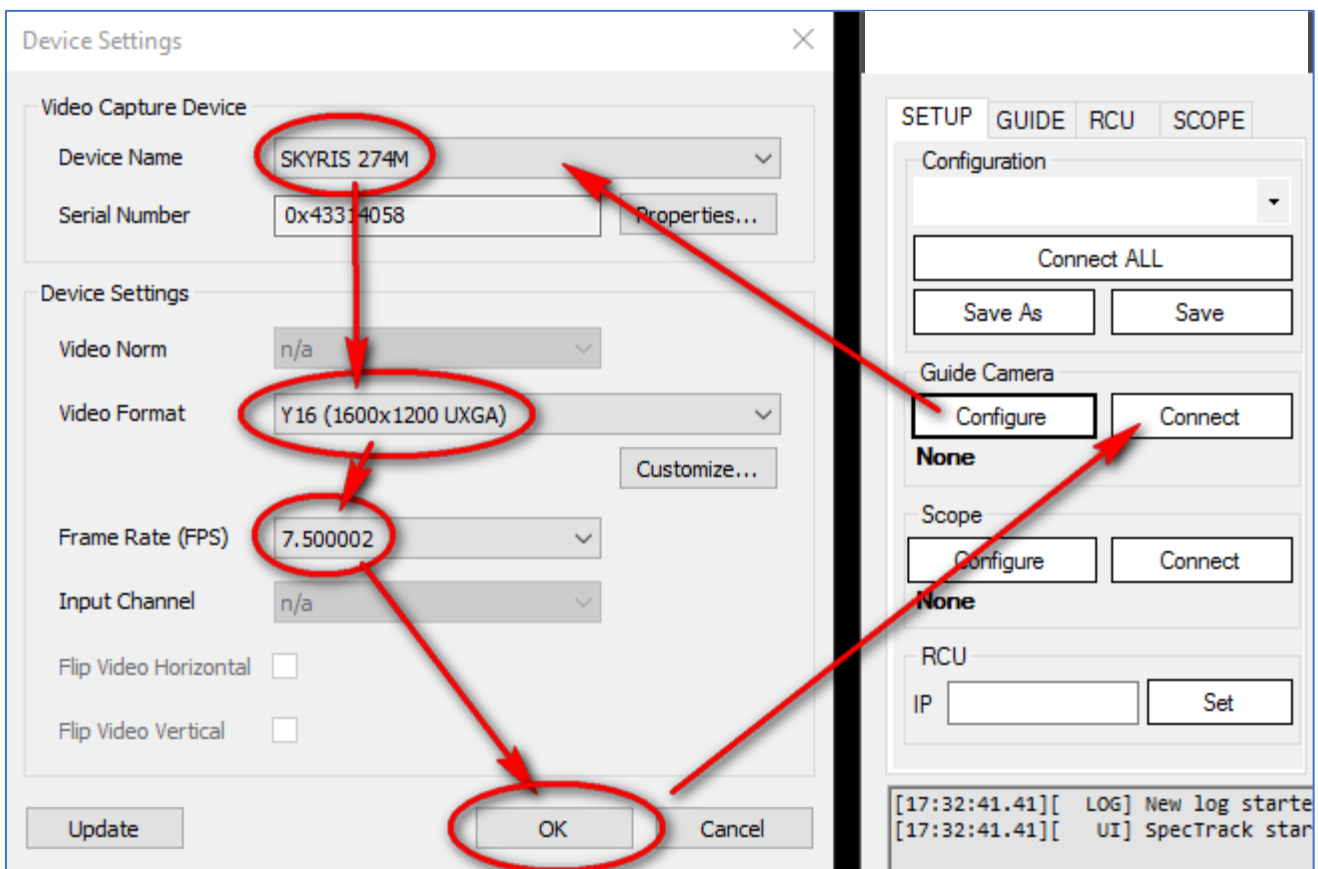 Device Settings
Video Capture Device
Device Name
SKYRIS 274M
Serial Number
0x43314058
Properties...
Device Settings
Video Norm
n/a
Video Format
Y16 (1600x1200 UXGA)
Customize...
Frame Rate (FPS)
7.500002
Input Channel
n/a
Flip Video Horizontal
Flip Video Vertical
Update
OK
Cancel
SETUP
GUIDE
RCU
SCOPE
Configuration
Connect ALL
Save As
Save
Guide Camera
Configure
Connect
None
Scope
Configure
Connect
None
RCU
IP
Set
[17:32:41.41][ LOG] New log starte
[17:32:41.41][ UI] SpecTrack star